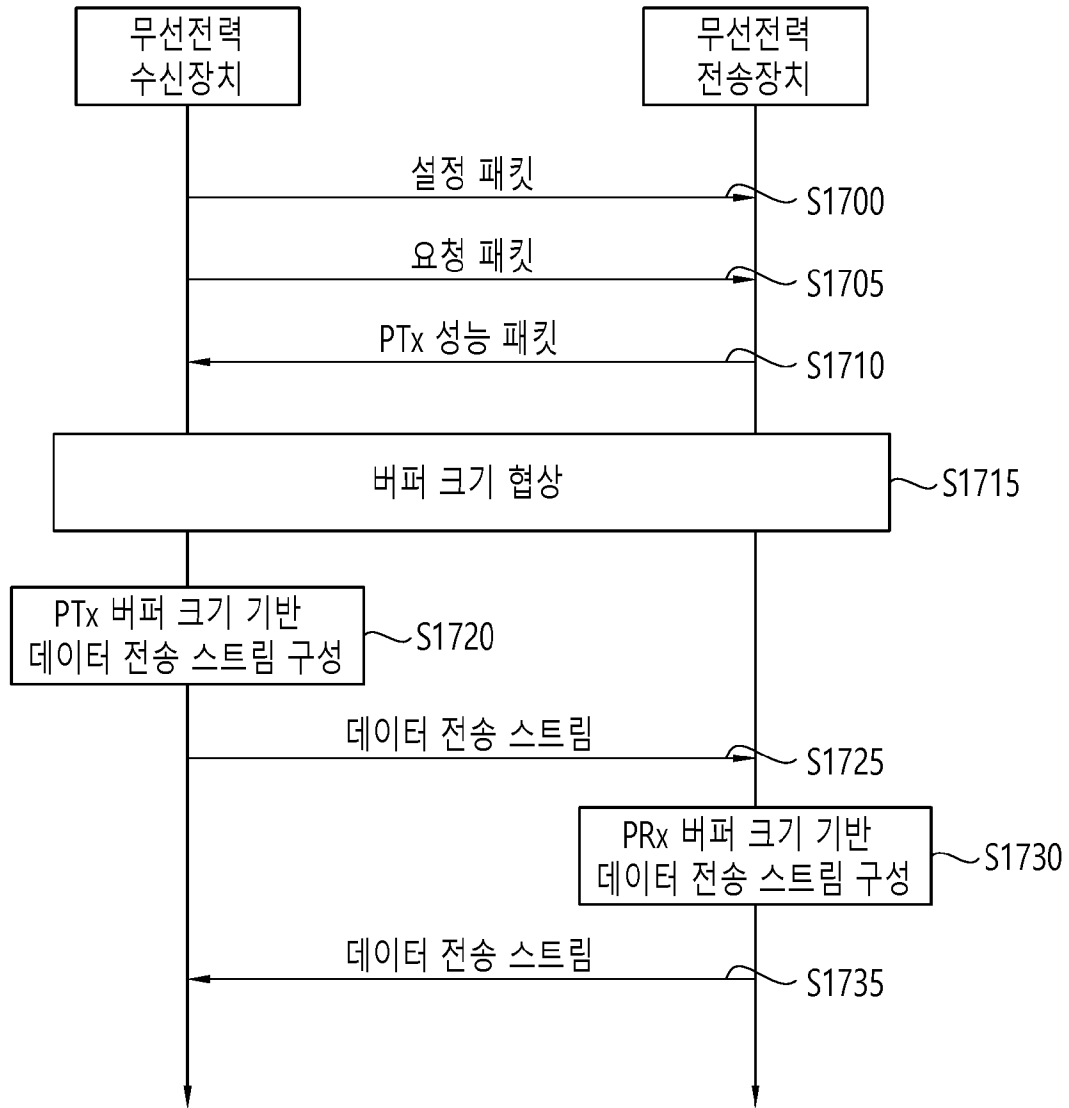 무선전력
수신장치
무선전력
전송장치
설정 패킷
S1700
요청 패킷
S1705
PTx 성능 패킷
S1710
버퍼 크기 협상
S1715
PTx 버퍼 크기 기반
데이터 전송 스트림 구성
S1720
데이터 전송 스트림
S1725
PRx 버퍼 크기 기반
데이터 전송 스트림 구성
S1730
데이터 전송 스트림
S1735